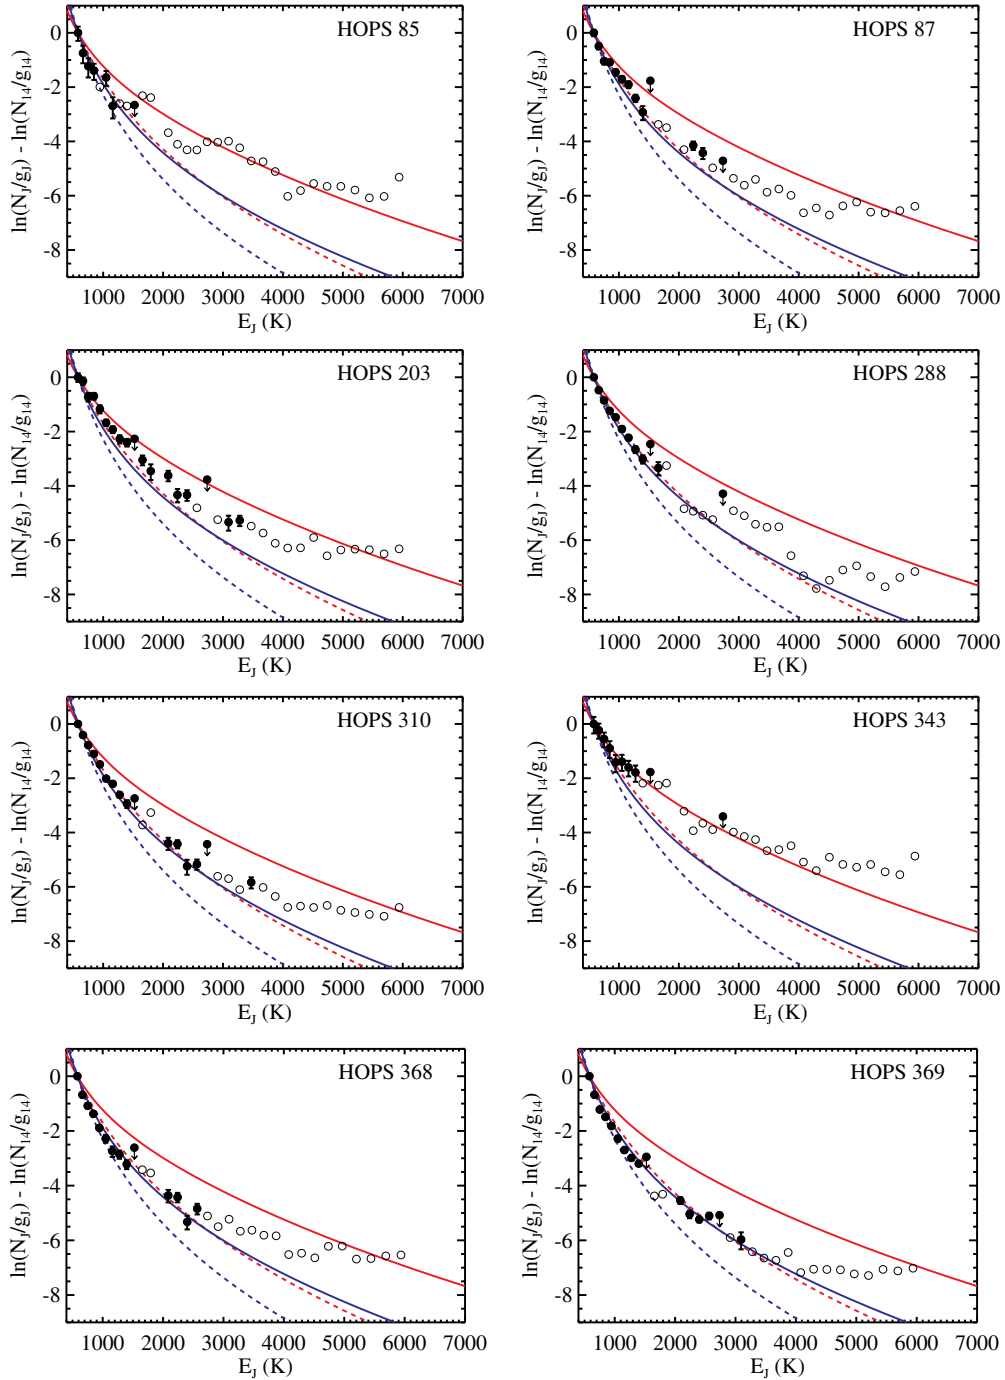 HOPS 85
0
-2
-4
-6
-8
ln(N_J/g_J) - ln(N_14/g_14)
1000 2000 3000 4000 5000 6000 7000
E_J (K)
HOPS 87
0
-2
-4
-6
-8
ln(N_J/g_J) - ln(N_14/g_14)
1000 2000 3000 4000 5000 6000 7000
E_J (K)
HOPS 203
0
-2
-4
-6
-8
ln(N_J/g_J) - ln(N_14/g_14)
1000 2000 3000 4000 5000 6000 7000
E_J (K)
HOPS 288
0
-2
-4
-6
-8
ln(N_J/g_J) - ln(N_14/g_14)
1000 2000 3000 4000 5000 6000 7000
E_J (K)
HOPS 310
0
-2
-4
-6
-8
ln(N_J/g_J) - ln(N_14/g_14)
1000 2000 3000 4000 5000 6000 7000
E_J (K)
HOPS 343
0
-2
-4
-6
-8
ln(N_J/g_J) - ln(N_14/g_14)
1000 2000 3000 4000 5000 6000 7000
E_J (K)
HOPS 368
0
-2
-4
-6
-8
ln(N_J/g_J) - ln(N_14/g_14)
1000 2000 3000 4000 5000 6000 7000
E_J (K)
HOPS 369
0
-2
-4
-6
-8
ln(N_J/g_J) - ln(N_14/g_14)
1000 2000 3000 4000 5000 6000 7000
E_J (K)